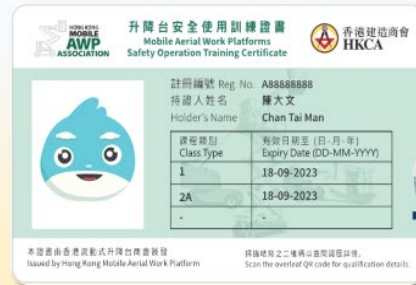 HONG KONG
MOBILE
AWP
ASSOCIATION
升降台安全使用訓練證書
Mobile Aerial Work Platforms
Safety Operation Training Certificate
香港建造商會
HKCA
註冊編號 Reg. No. A88888888
持證人姓名 陳大文
Holder's Name Chan Tai Man
課程類別 有效日期至 (日-月-年)
Class Type Expiry Date (DD-MM-YYYY)
1 18-09-2023
2A 18-09-2023
- -
本證書由香港流動式升降台商會簽發
Issued by Hong Kong Mobile Aerial Work Platform
掃描咭背之二維碼以查閱資歷詳情。
Scan the overleaf QR code for qualification details.